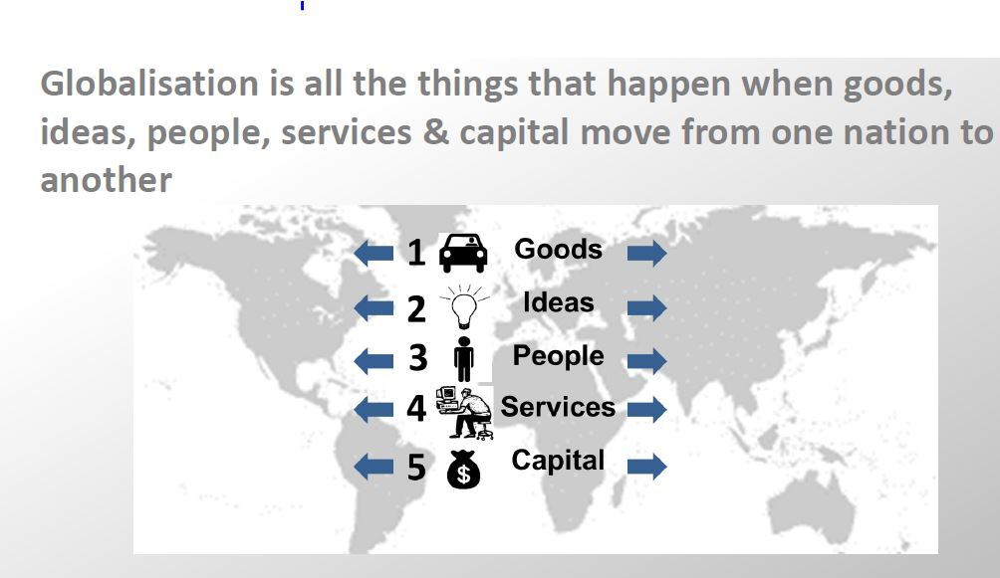 Globalisation is all the things that happen when goods,
ideas, people, services & capital move from one nation to
another
1 Goods
2 Ideas
3 People
4 Services
5 $ Capital